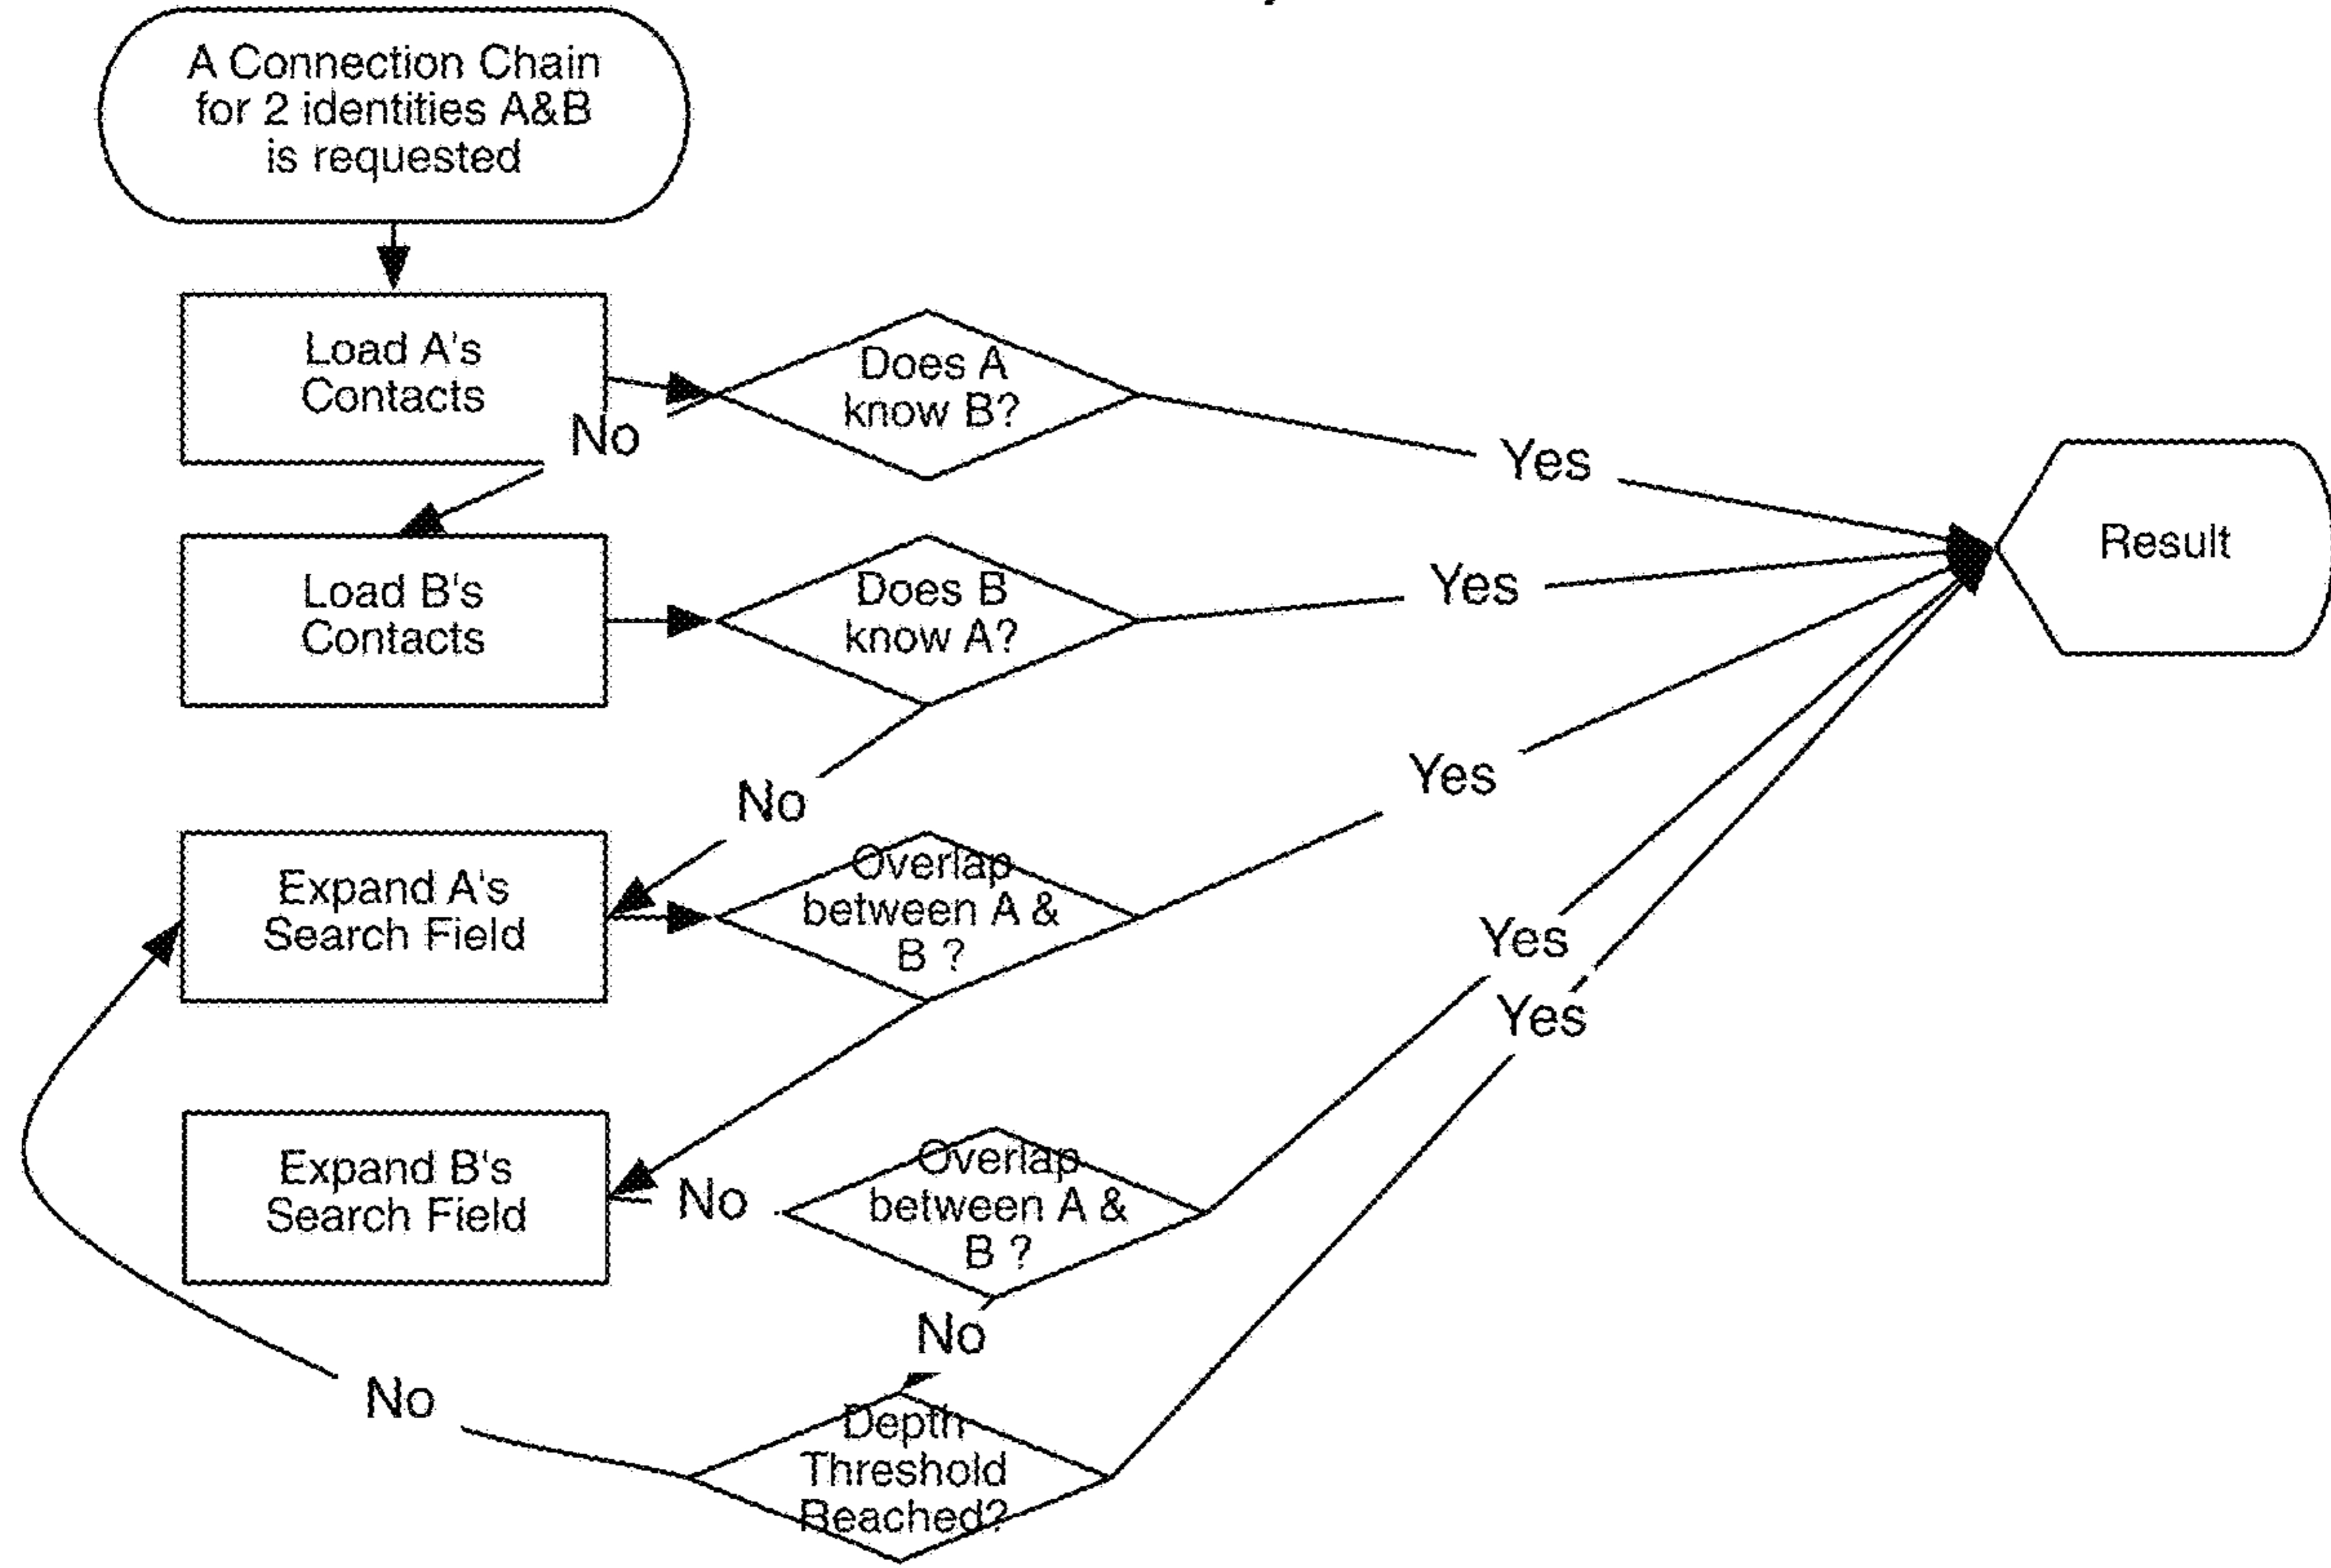 A Connection Chain
for 2 identities A&B
is requested
Load A's
Contacts
Does A
know B?
No
Yes
Result
Load B's
Contacts
Does B
know A?
Yes
No
Yes
Expand A's
Search Field
Overlap
between A &
B ?
Yes
Yes
Expand B's
Search Field
No
Overlap
between A &
B ?
No
No
Depth
Threshold
Reached?